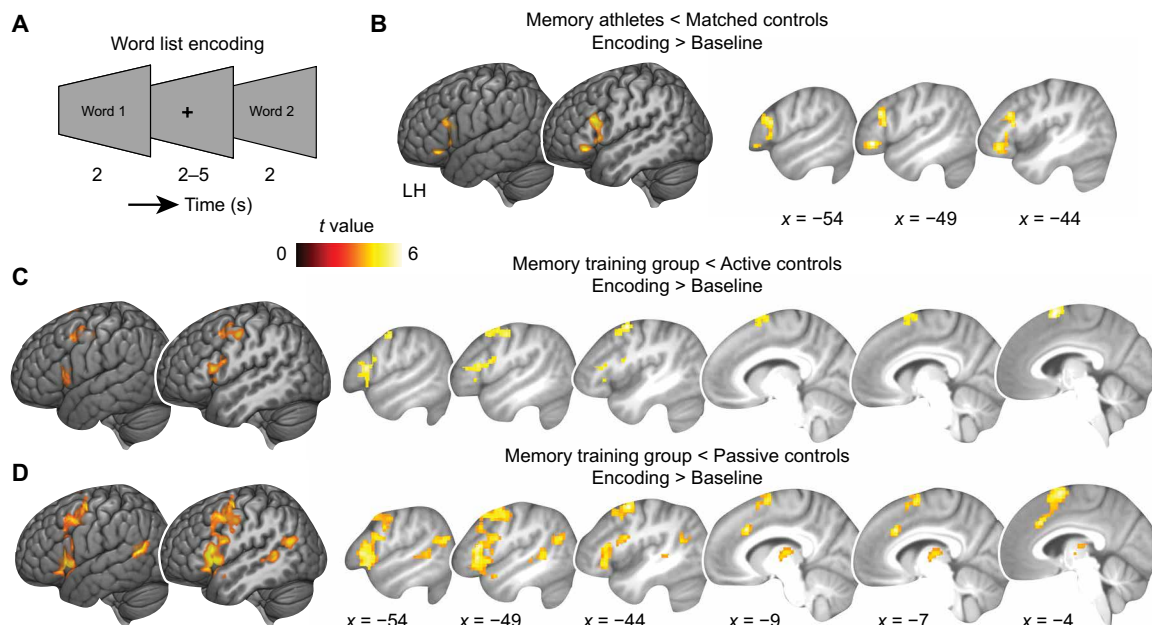 A
Word list encoding
Word 1
+
Word 2
2
2–5
2
Time (s)
B
Memory athletes < Matched controls
Encoding > Baseline
LH
x = −54
x = −49
x = −44
t value
0
6
C
Memory training group < Active controls
Encoding > Baseline
D
Memory training group < Passive controls
Encoding > Baseline
x = −54
x = −49
x = −44
x = −9
x = −7
x = −4